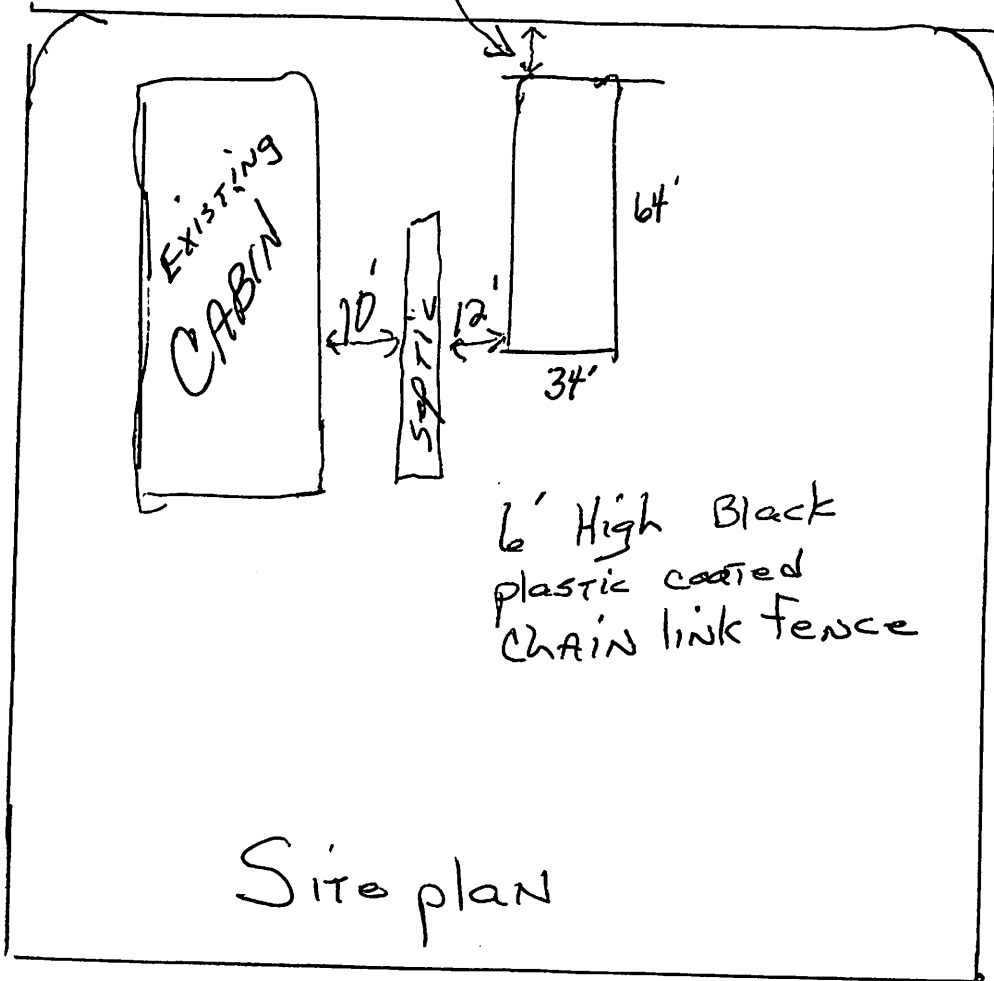 EXISTING
CABIN
10'
Septic
12'
64'
34'
6' High Black
plastic coated
CHAIN link fence
Site plan